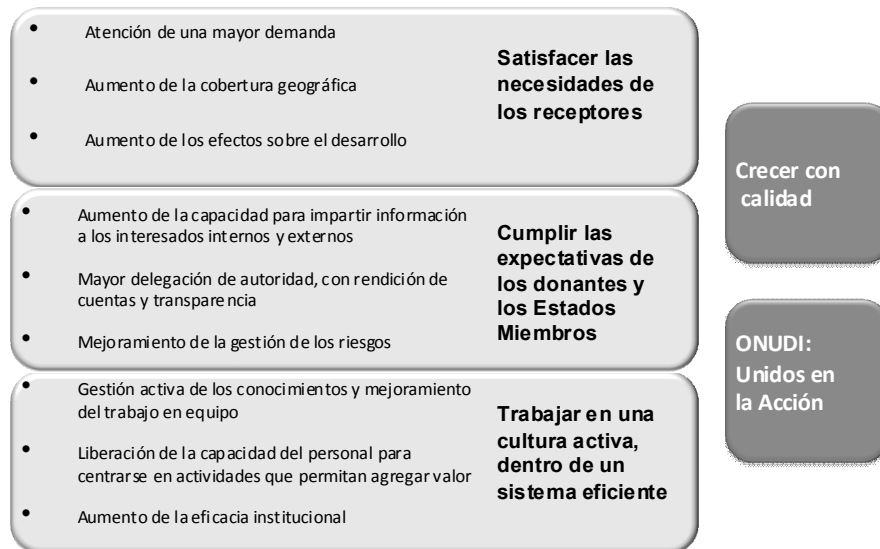 • Atención de una mayor demanda
• Aumento de la cobertura geográfica
• Aumento de los efectos sobre el desarrollo
Satisfacer las
necesidades de
los receptores
• Aumento de la capacidad para impartir información
a los interesados internos y externos
• Mayor delegación de autoridad, con rendición de
cuentas y transparencia
• Mejoramiento de la gestión de los riesgos
Cumplir las
expectativas de
los donantes y
los Estados
Miembros
• Gestión activa de los conocimientos y mejoramiento
del trabajo en equipo
• Liberación de la capacidad del personal para
centrarse en actividades que permitan agregar valor
• Aumento de la eficacia institucional
Trabajar en una
cultura activa,
dentro de un
sistema eficiente
Crecer con
calidad
ONUDI:
Unidos en
la Acción